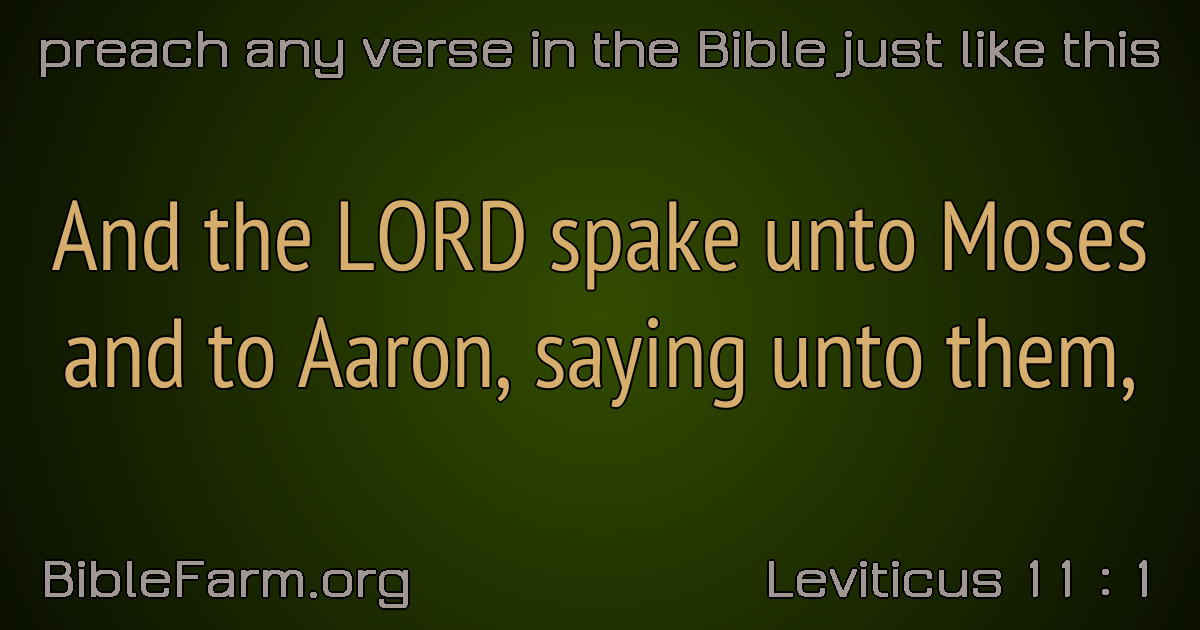 preach any verse in the Bible just like this
And the LORD spake unto Moses
and to Aaron, saying unto them,
BibleFarm.org
Leviticus 11 : 1